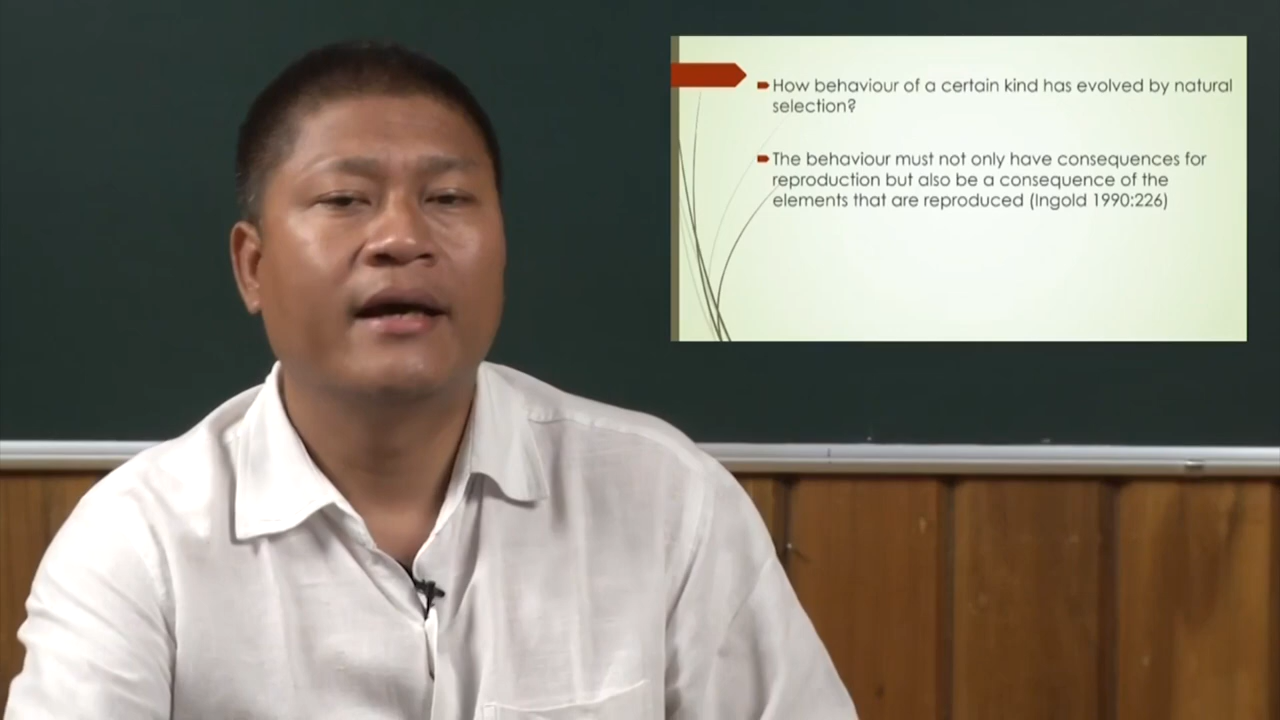 How behaviour of a certain kind has evolved by natural
selection?
The behaviour must not only have consequences for
reproduction but also be a consequence of the
elements that are reproduced (Ingold 1990:226)